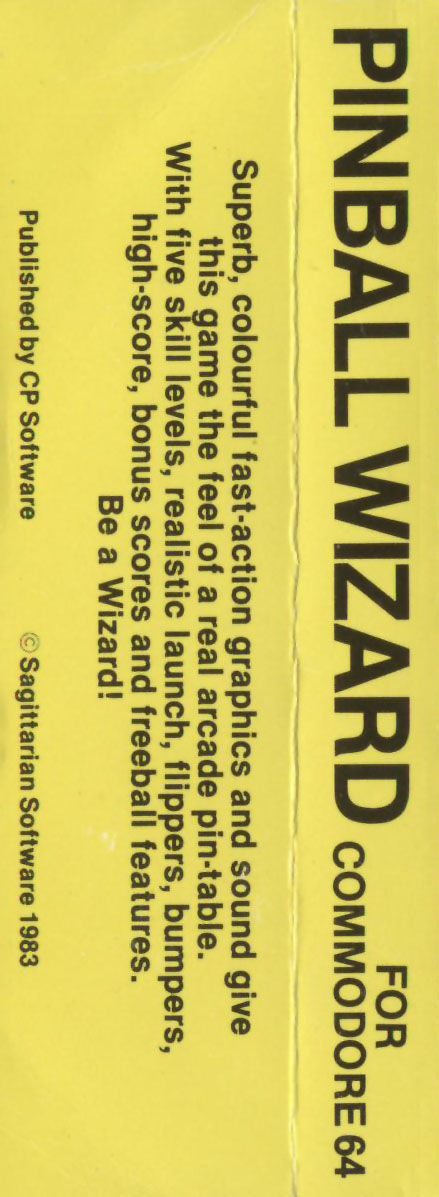 PINBALL WIZARD FOR COMMODORE 64
Superb, colourful fast-action graphics and sound give
this game the feel of a real arcade pin-table.
With five skill levels, realistic launch, flippers, bumpers,
high-score, bonus scores and freeball features.
Be a Wizard!
Published by CP Software © Sagittarian Software 1983